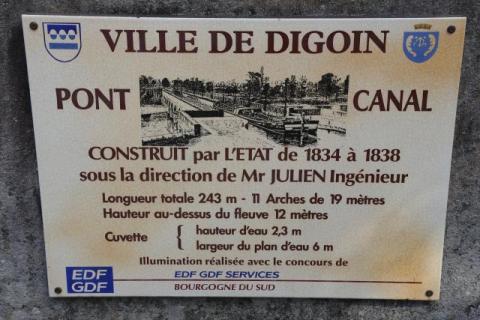 VILLE DE DIGOIN
PONT CANAL
CONSTRUIT par L'ETAT de 1834 à 1838
sous la direction de Mr JULIEN Ingénieur
Longueur totale 243 m - 11 Arches de 19 mètres
Hauteur au-dessus du fleuve 12 mètres
Cuvette { hauteur d'eau 2,3 m
largeur du plan d'eau 6 m
Illumination réalisée avec le concours de
EDF GDF
EDF GDF SERVICES
BOURGOGNE DU SUD